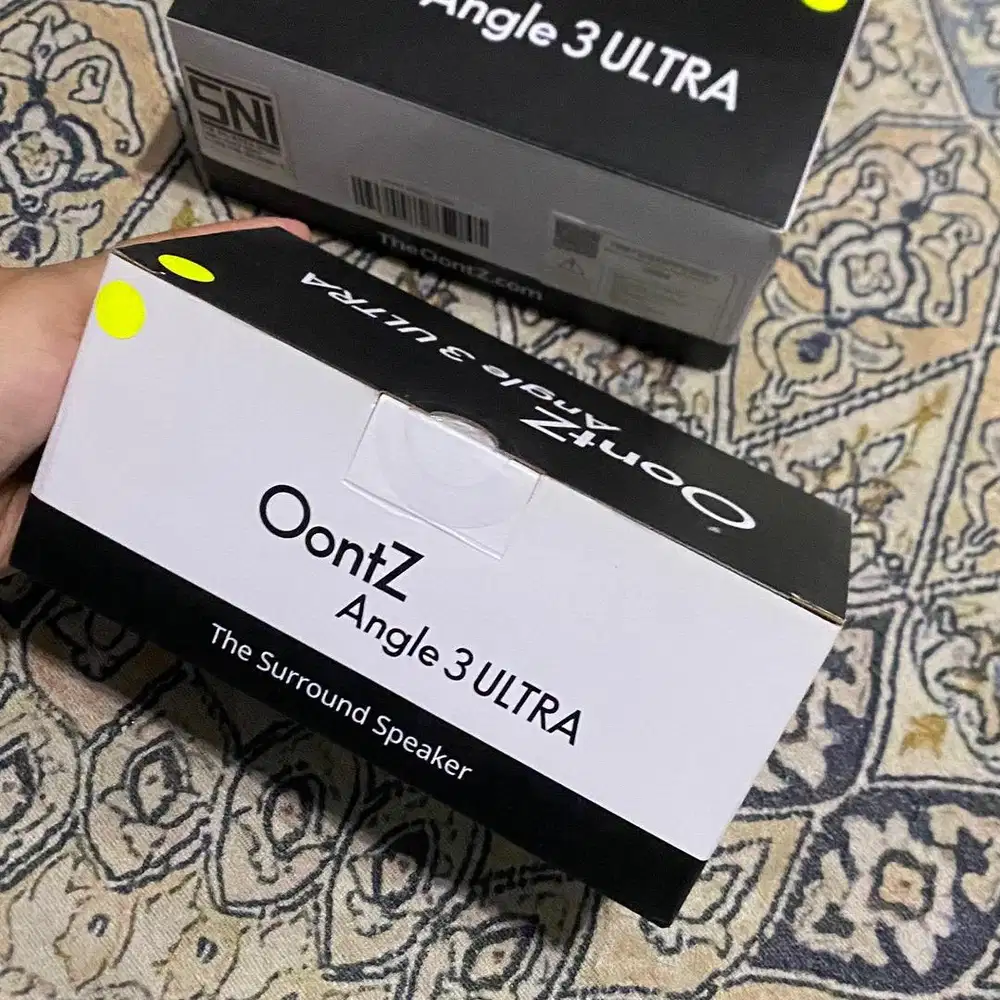 Angle 3 ULTRA
SNI
TheOontZ.com
OontZ
Angle 3 ULTRA
OontZ
Angle 3 ULTRA
The Surround Speaker